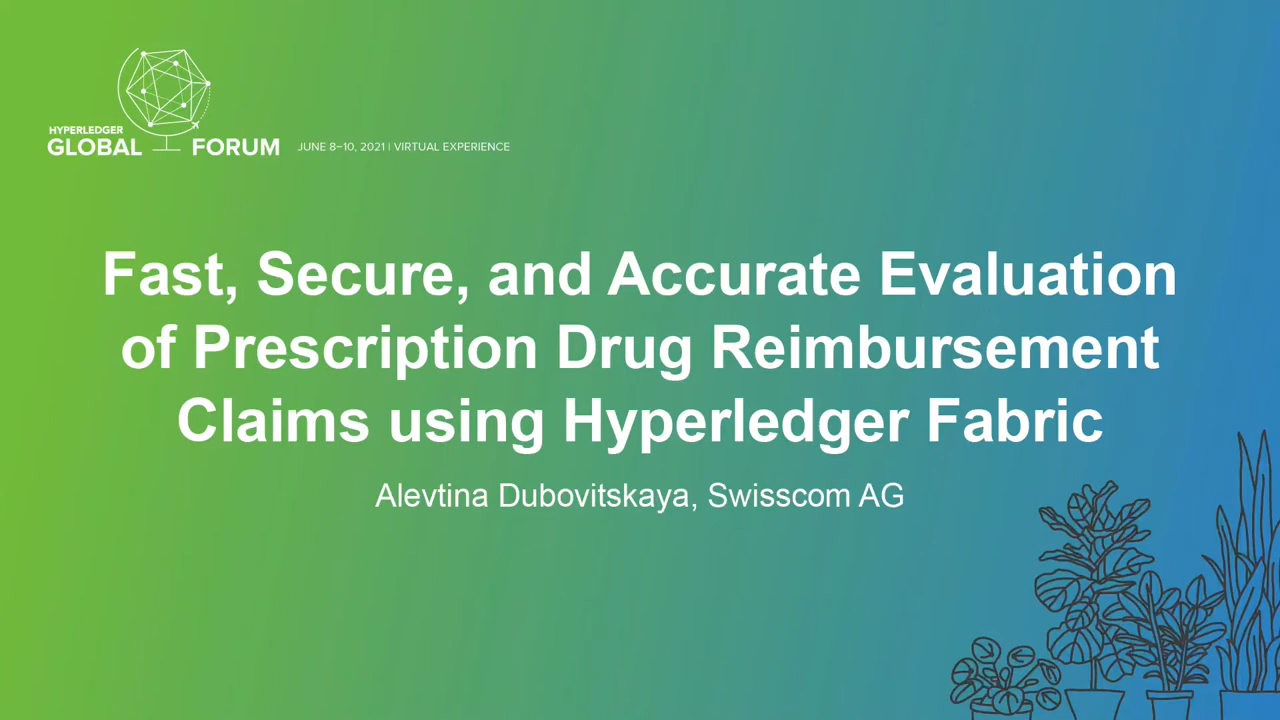 HYPERLEDGER
GLOBAL FORUM JUNE 8–10, 2021 | VIRTUAL EXPERIENCE
Fast, Secure, and Accurate Evaluation
of Prescription Drug Reimbursement
Claims using Hyperledger Fabric
Alevtina Dubovitskaya, Swisscom AG